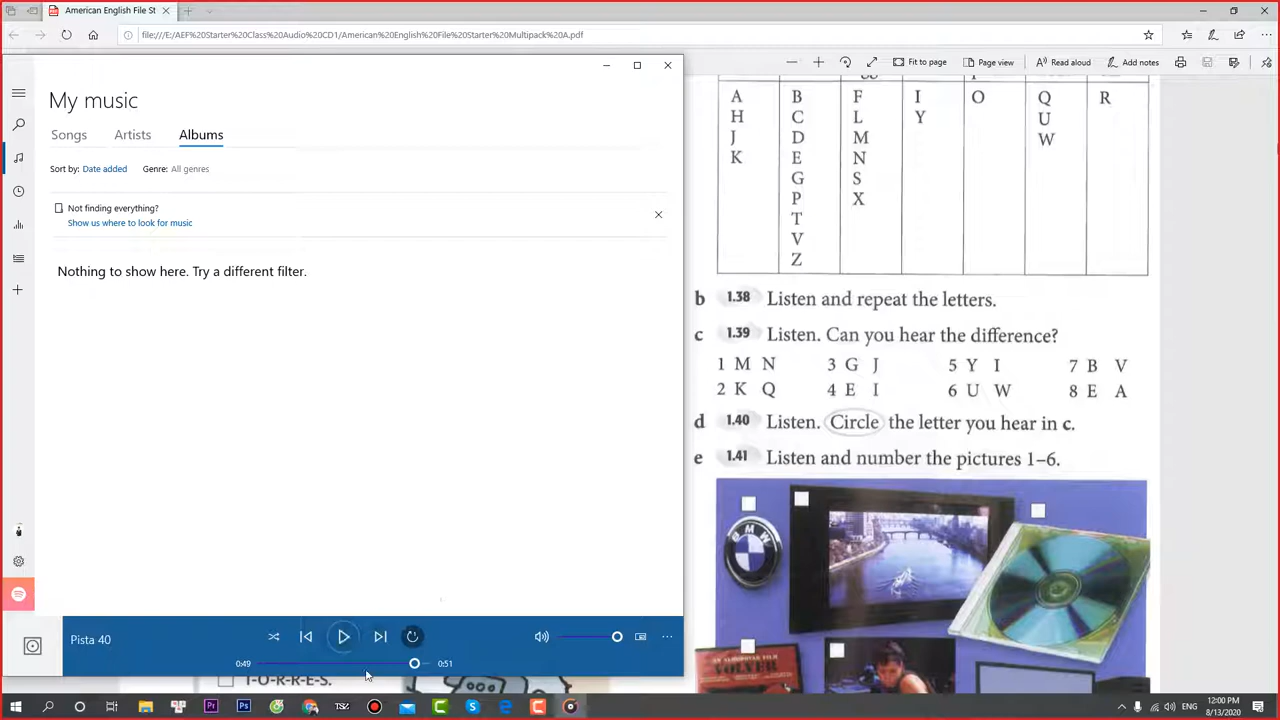 American English File St
file:///E:/AEF%20Starter%20Class%20Audio%20CD1/American%20English%20File%20Starter%20Multipack%20A.pdf
Fit to page
Page view
Read aloud
Add notes
My music
Songs Artists Albums
Sort by: Date added Genre: All genres
Not finding everything?
Show us where to look for music
Nothing to show here. Try a different filter.
A B F I O Q R
H C L Y U
J D M W
K E N
G S
P X
T
V
Z
b 1.38 Listen and repeat the letters.
c 1.39 Listen. Can you hear the difference?
1 M N 3 G J 5 Y I 7 B V
2 K Q 4 E I 6 U W 8 E A
d 1.40 Listen. Circle the letter you hear in c.
e 1.41 Listen and number the pictures 1–6.
BMW
VOLVER
Pista 40
0:49 0:51
T-O-R-R-E-S.
ENG
12:00 PM
8/13/2020